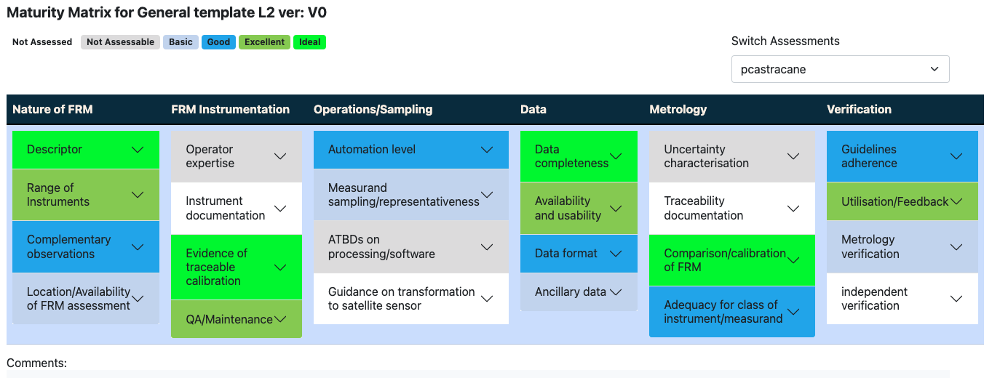 Maturity Matrix for General template L2 ver: V0
Not Assessed Not Assessable Basic Good Excellent Ideal
Switch Assessments
pcastracane
Nature of FRM FRM Instrumentation Operations/Sampling Data Metrology Verification
Descriptor
Range of
Instruments
Complementary
observations
Location/Availability
of FRM assessment
Operator
expertise
Instrument
documentation
Evidence of
traceable
calibration
QA/Maintenance
Automation level
Measurand
sampling/representativeness
ATBDs on
processing/software
Guidance on transformation
to satellite sensor
Data
completeness
Availability
and usability
Data format
Ancillary data
Uncertainty
characterisation
Traceability
documentation
Comparison/calibration
of FRM
Adequacy for class of
instrument/measurand
Guidelines
adherence
Utilisation/Feedback
Metrology
verification
independent
verification
Comments: